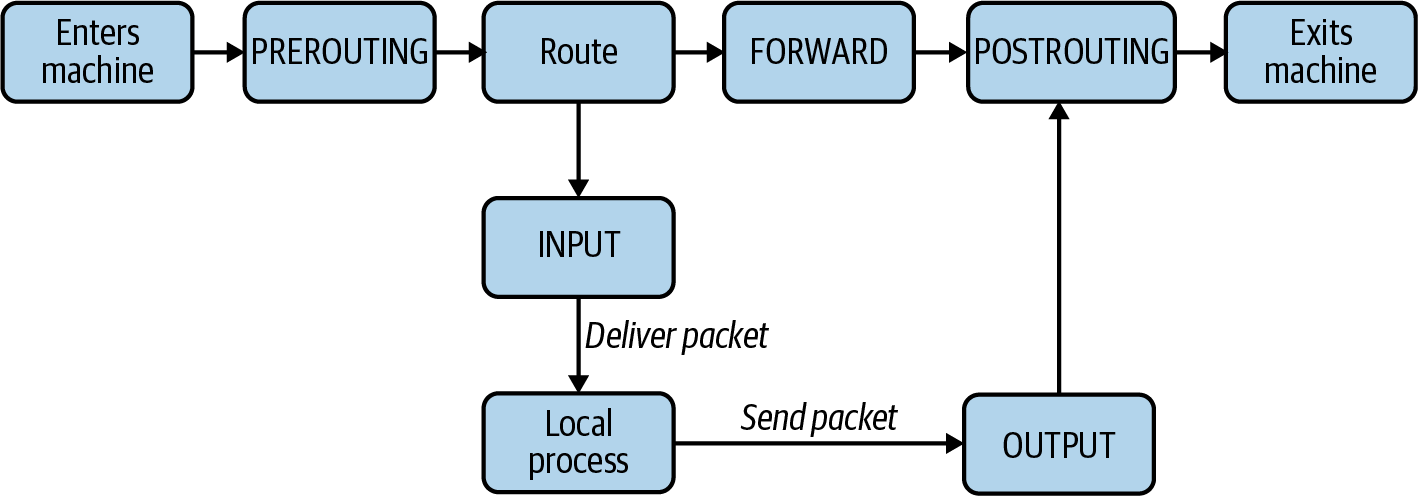 Enters
machine
PREROUTING
Route
FORWARD
POSTROUTING
Exits
machine
INPUT
Deliver packet
Local
process
Send packet
OUTPUT